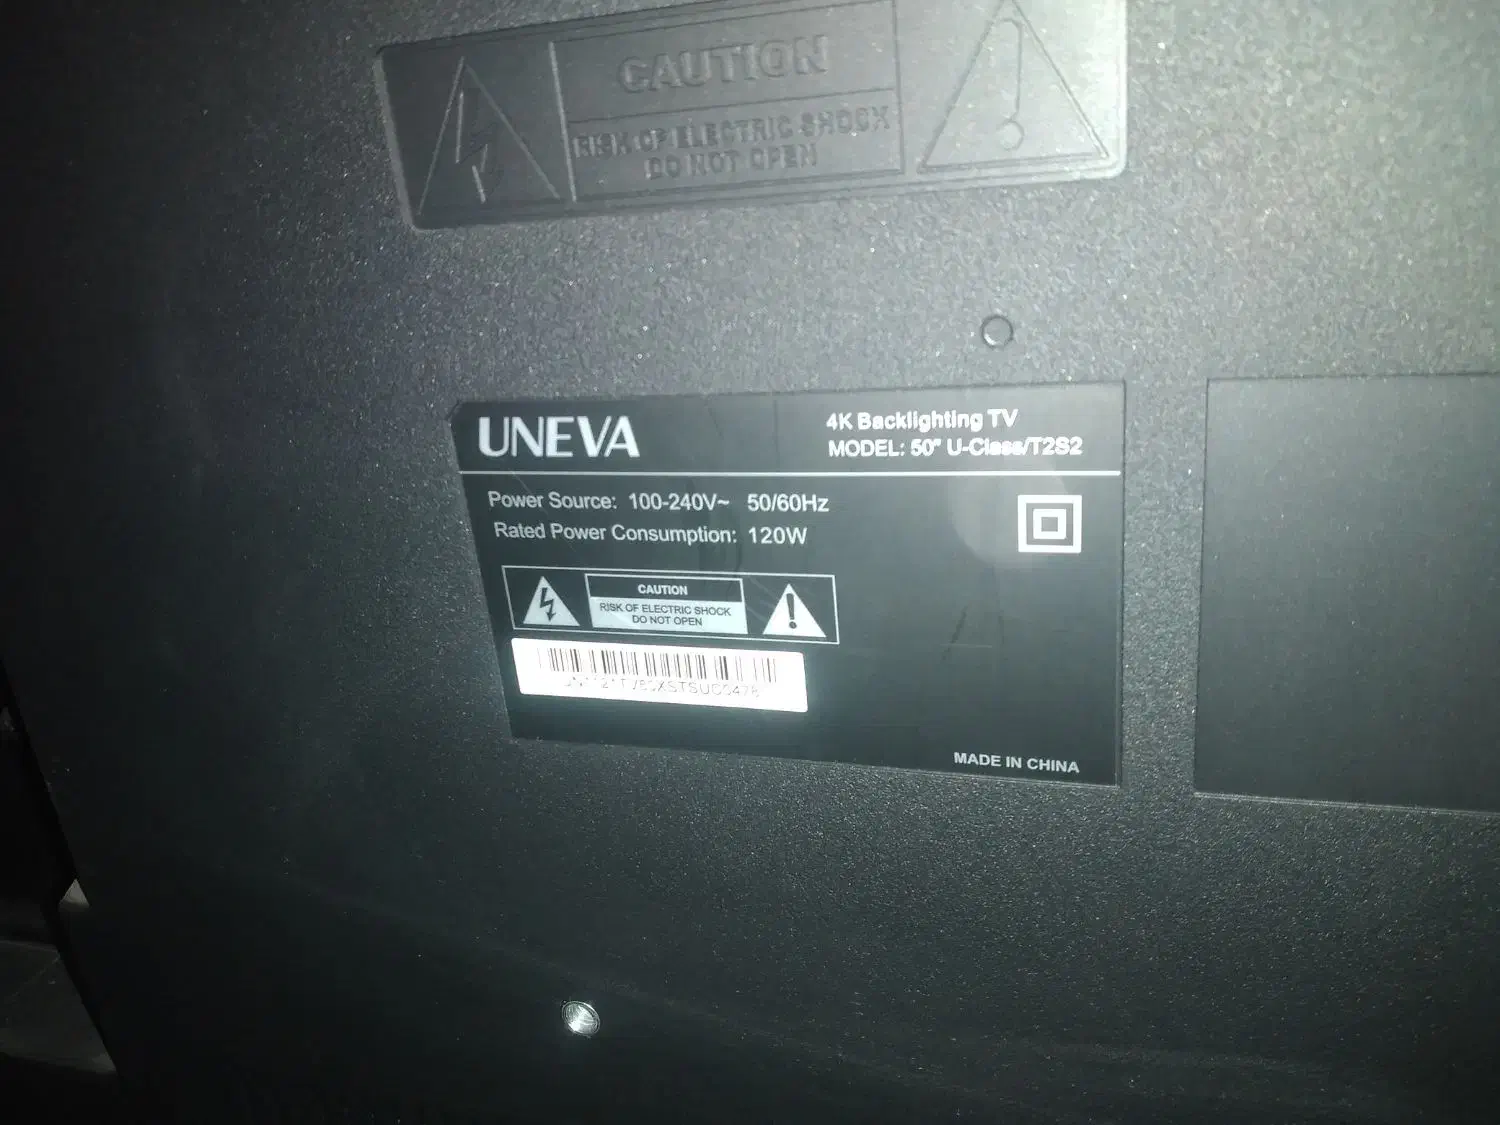 CAUTION
RISK OF ELECTRIC SHOCK
DO NOT OPEN
UNEVA
4K Backlighting TV
MODEL: 50" U-Class/T2S2
Power Source: 100-240V~ 50/60Hz
Rated Power Consumption: 120W
CAUTION
RISK OF ELECTRIC SHOCK
DO NOT OPEN
MADE IN CHINA